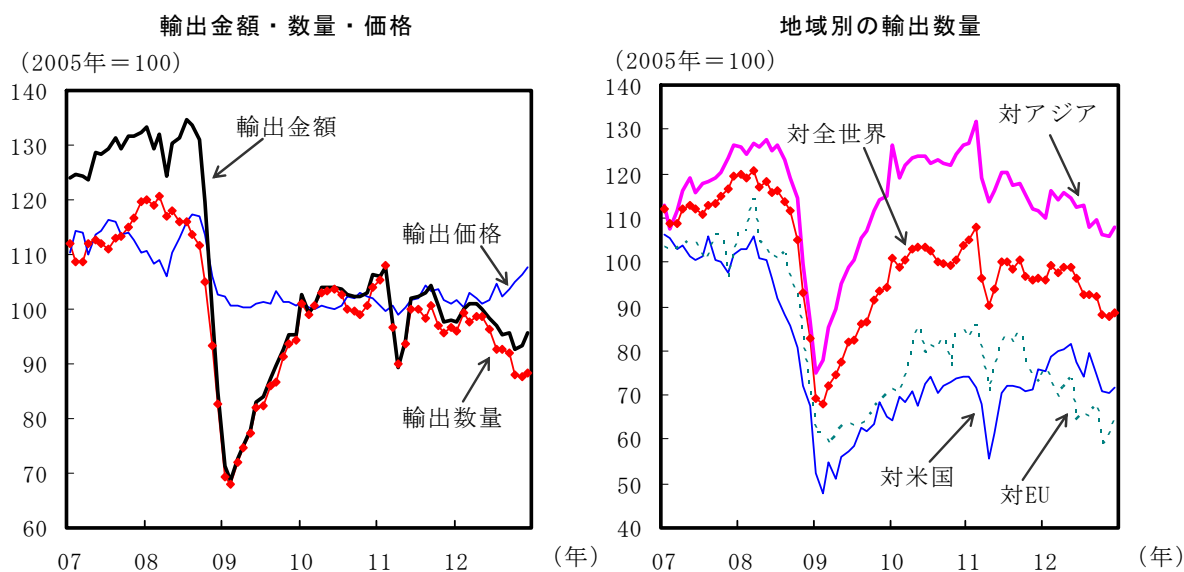 輸出金額・数量・価格
（2005年＝100）
140
130
120
110
100
90
80
70
60
輸出金額
輸出価格
輸出数量
07 08 09 10 11 12 （年）
地域別の輸出数量
（2005年＝100）
140
130
120
110
100
90
80
70
60
50
40
対アジア
対全世界
対米国
対EU
07 08 09 10 11 12 （年）